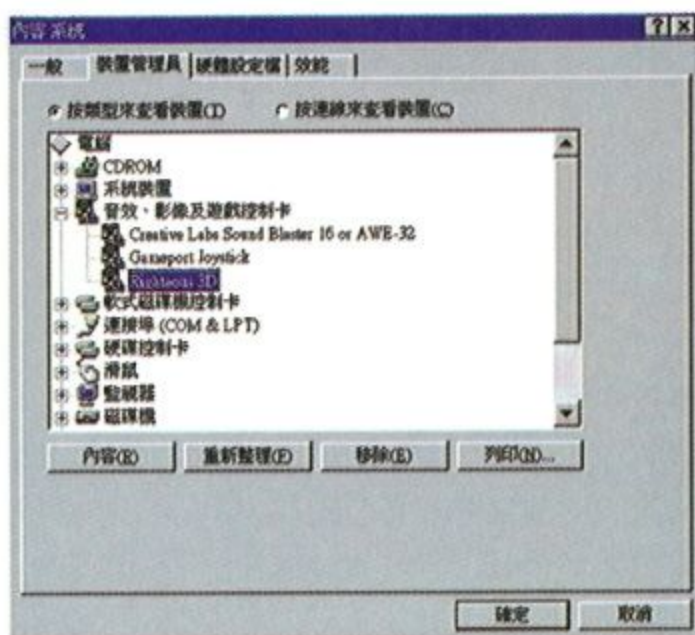 內容 系統
一般 裝置管理員 硬體設定檔 效能
按類型來查看裝置(T) 按連線來查看裝置(C)
電腦
CDROM
系統裝置
音效、影像及遊戲控制卡
Creative Labs Sound Blaster 16 or AWE-32
Gameport Joystick
Righteous 3D
軟式磁碟機控制卡
連接埠 (COM & LPT)
硬碟控制卡
滑鼠
監視器
磁碟機
內容(R) 重新整理(F) 移除(E) 列印(N)...
確定 取消